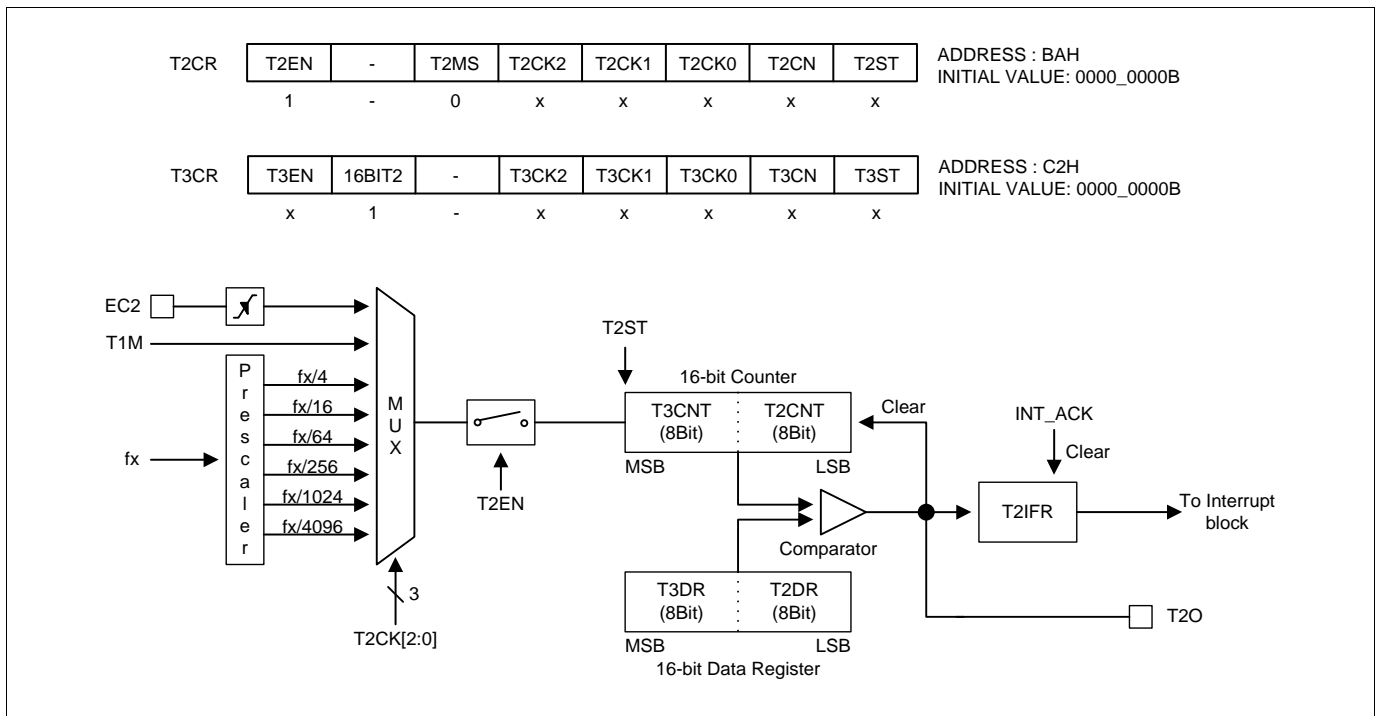 T2CR T2EN - T2MS T2CK2 T2CK1 T2CK0 T2CN T2ST ADDRESS : BAH
INITIAL VALUE: 0000_0000B
1 - 0 x x x x x
T3CR T3EN 16BIT2 - T3CK2 T3CK1 T3CK0 T3CN T3ST ADDRESS : C2H
INITIAL VALUE: 0000_0000B
x 1 - x x x x x
EC2
T1M
fx
Prescaler
fx/4
fx/16
fx/64
fx/256
fx/1024
fx/4096
MUX
3
T2CK[2:0]
T2EN
T2ST
16-bit Counter
T3CNT T2CNT
(8Bit) (8Bit)
MSB LSB
Clear
Comparator
T3DR T2DR
(8Bit) (8Bit)
MSB LSB
16-bit Data Register
INT_ACK
Clear
T2IFR
To Interrupt
block
T2O